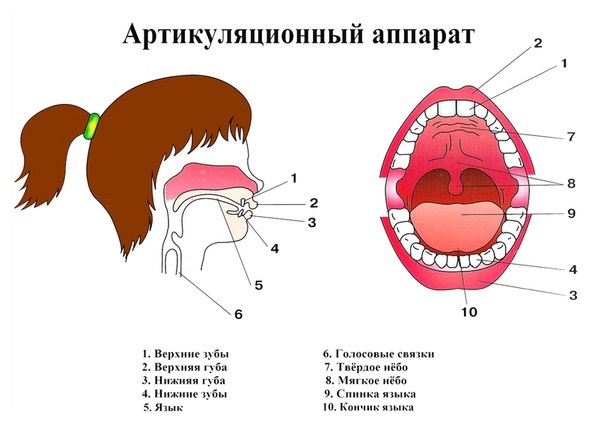 Артикуляционный аппарат
1
2
3
4
5
6
2
1
7
8
9
4
3
10
1. Верхние зубы
2. Верхняя губа
3. Нижняя губа
4. Нижние зубы
5. Язык
6. Голосовые связки
7. Твёрдое нёбо
8. Мягкое нёбо
9. Спинка языка
10. Кончик языка